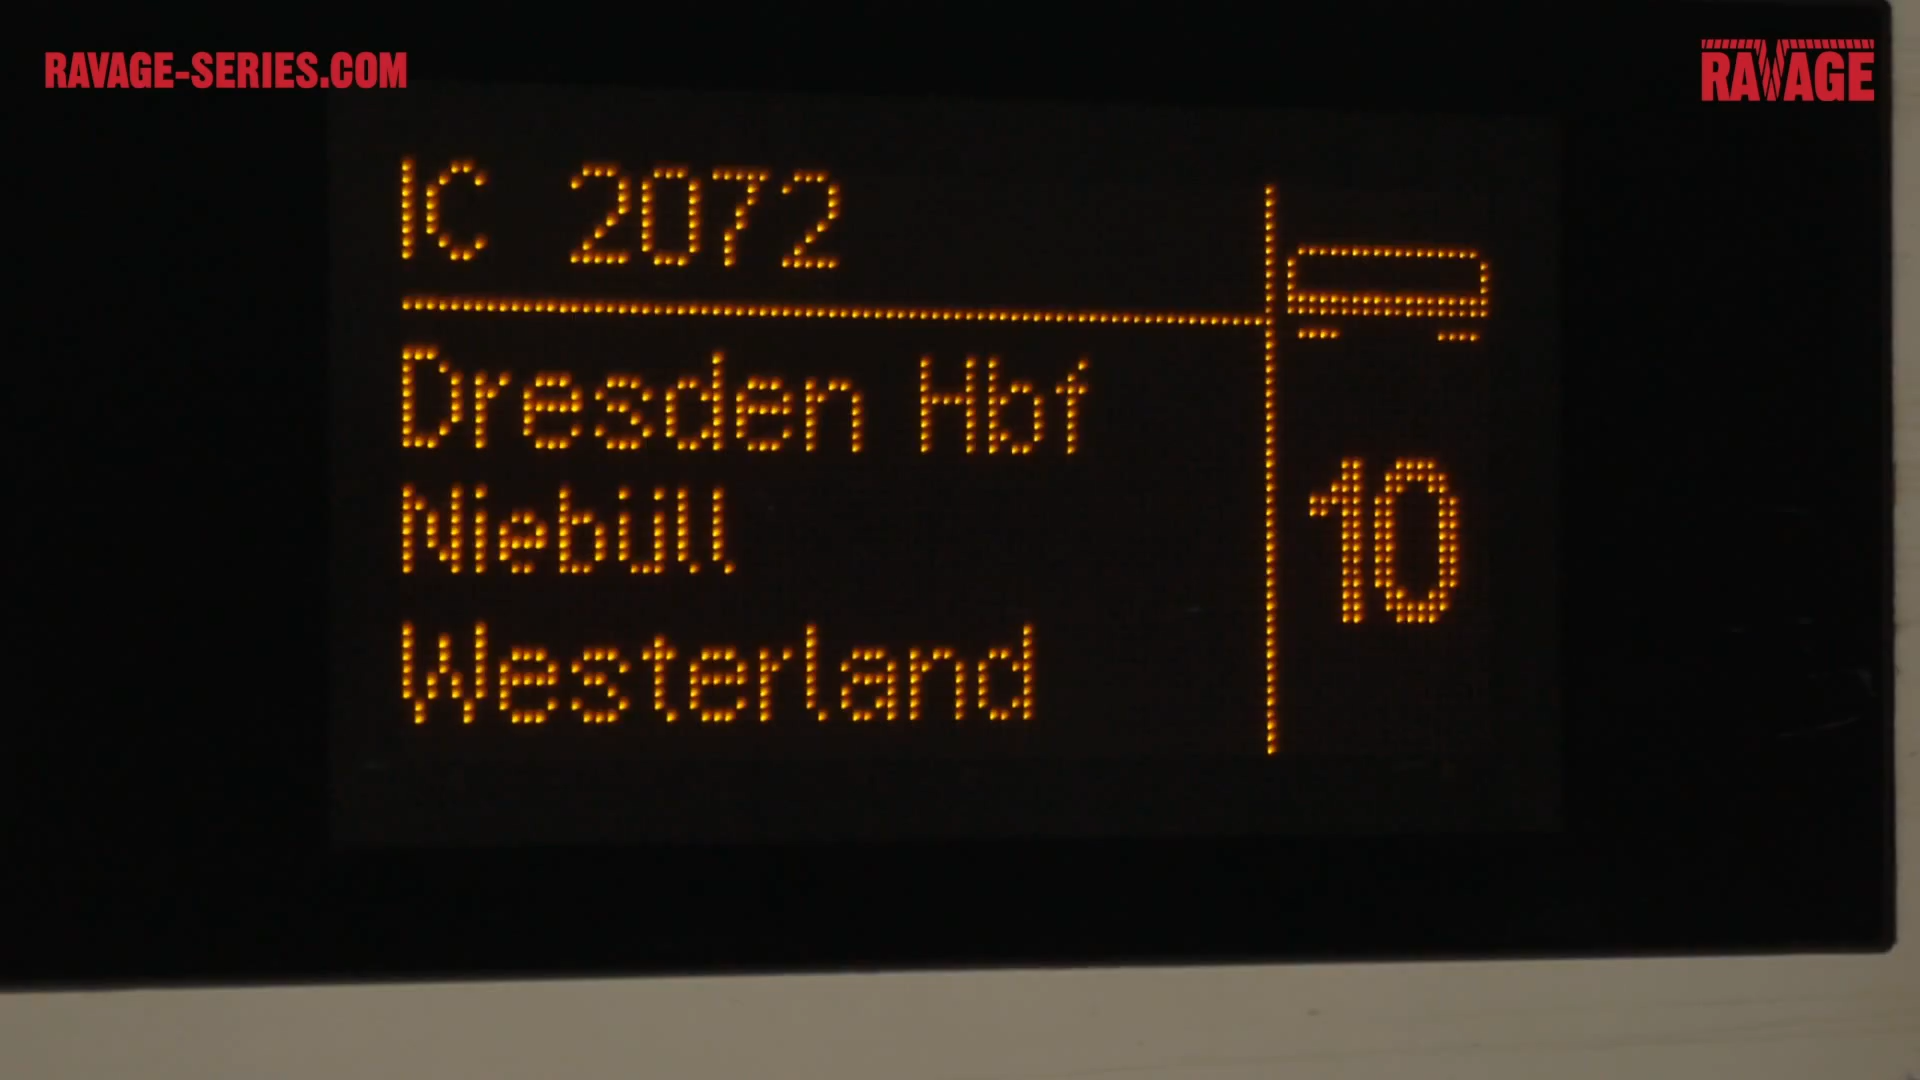 RAVAGE-SERIES.COM
RAVAGE
IC 2072
Dresden Hbf
Niebüll
Westerland
10